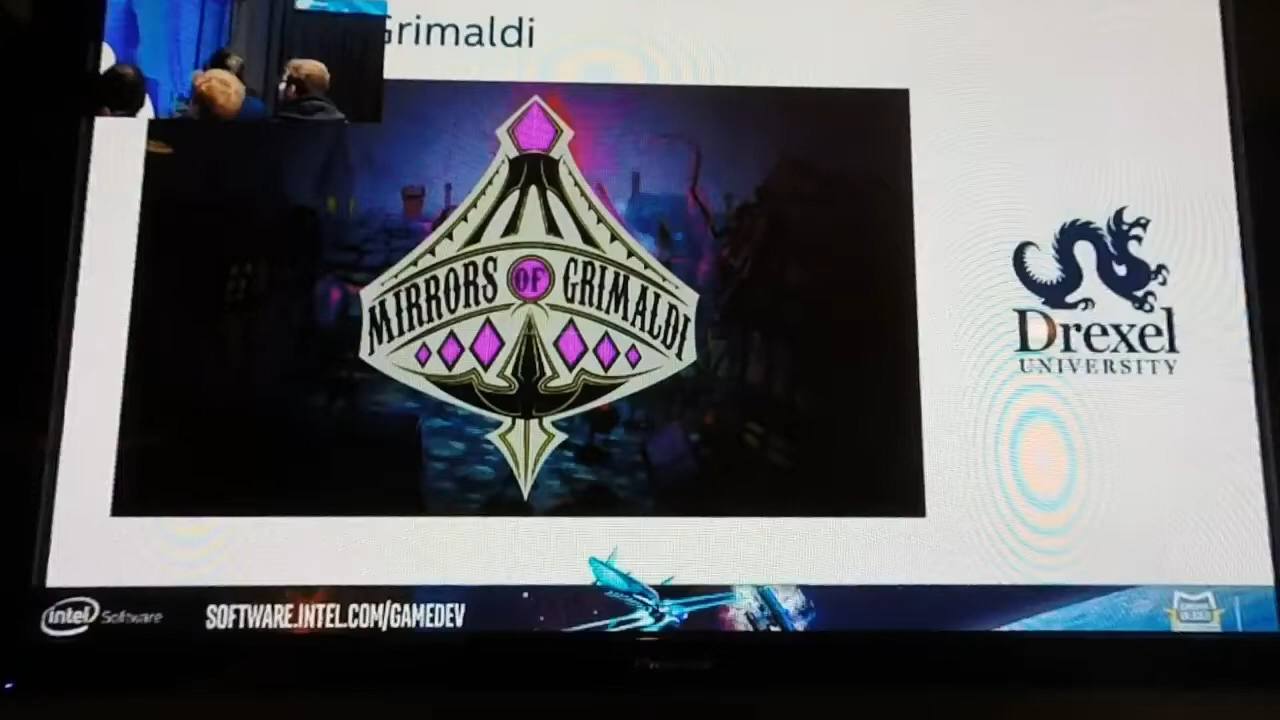 Grimaldi
MIRRORS OF GRIMALDI
Drexel
UNIVERSITY
intel Software
SOFTWARE.INTEL.COM/GAMEDEV